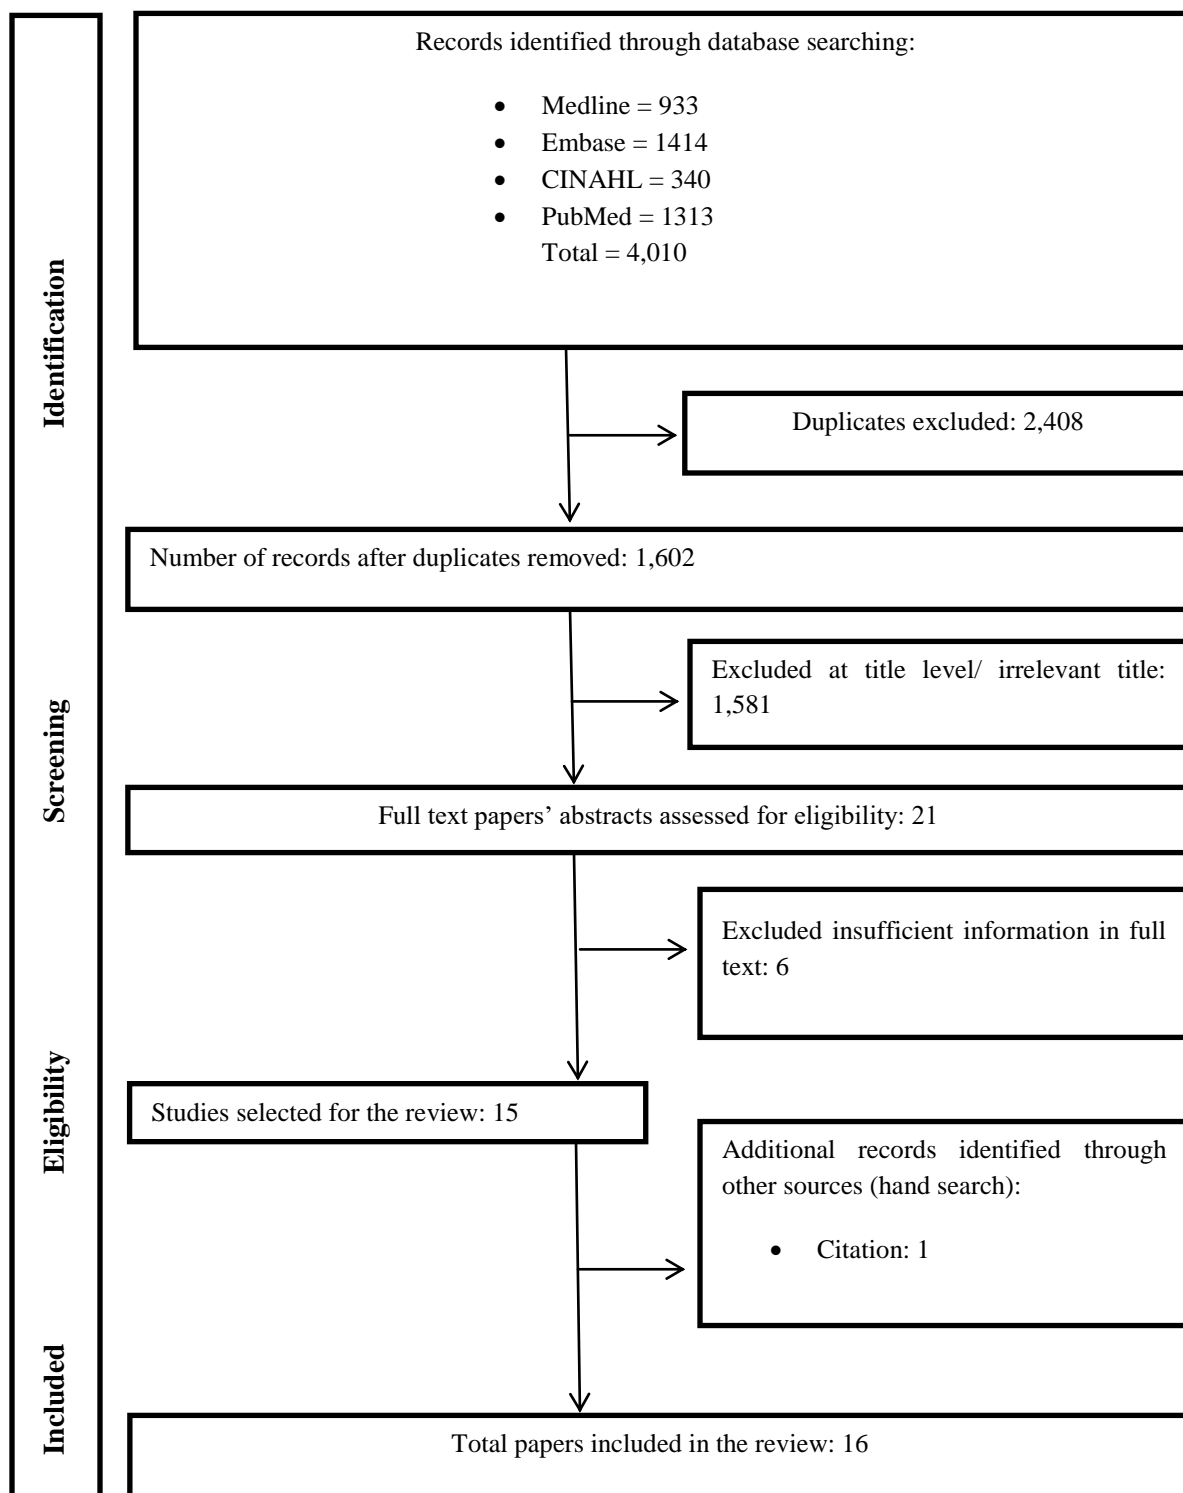 Records identified through database searching:
• Medline = 933
• Embase = 1414
• CINAHL = 340
• PubMed = 1313
Total = 4,010
Identification
Duplicates excluded: 2,408
Number of records after duplicates removed: 1,602
Excluded at title level/ irrelevant title:
1,581
Screening
Full text papers’ abstracts assessed for eligibility: 21
Excluded insufficient information in full
text: 6
Eligibility
Studies selected for the review: 15
Additional records identified through
other sources (hand search):
• Citation: 1
Included
Total papers included in the review: 16